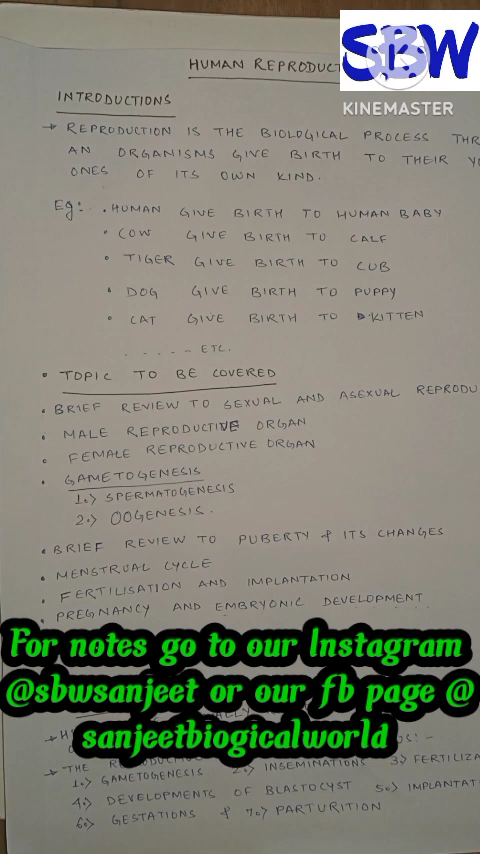 SBW
KINEMASTER
HUMAN REPRODUCT
INTRODUCTIONS
→ REPRODUCTION IS THE BIOLOGICAL PROCESS THR
AN ORGANISMS GIVE BIRTH TO THEIR YO
ONES OF ITS OWN KIND.
Eg:- . HUMAN GIVE BIRTH TO HUMAN BABY
• COW GIVE BIRTH TO CALF
• TIGER GIVE BIRTH TO CUB
• DOG GIVE BIRTH TO PUPPY
• CAT GIVE BIRTH TO KITTEN
. - - - - - ETC.
• TOPIC TO BE COVERED
• BRIEF REVIEW TO SEXUAL AND ASEXUAL REPRODU
• MALE REPRODUCTIVE ORGAN
• FEMALE REPRODUCTIVE ORGAN
• GAMETOGENESIS
1.> SPERMATOGENESIS
2.> OOGENESIS.
• BRIEF REVIEW TO PUBERTY & ITS CHANGES
• MENSTRUAL CYCLE
• FERTILISATION AND IMPLANTATION
• PREGNANCY AND EMBRYONIC DEVELOPMENT
For notes go to our Instagram
@sbwsanjeet or our fb page @
sanjeetbiogicalworld
→ THE
1.> GAMETOGENESIS 2.> INSEMINATIONS 3> FERTILIZA
4.> DEVELOPMENTS OF BLASTOCYST 5.> IMPLANTAT
6.> GESTATIONS & 7.> PARTURITION